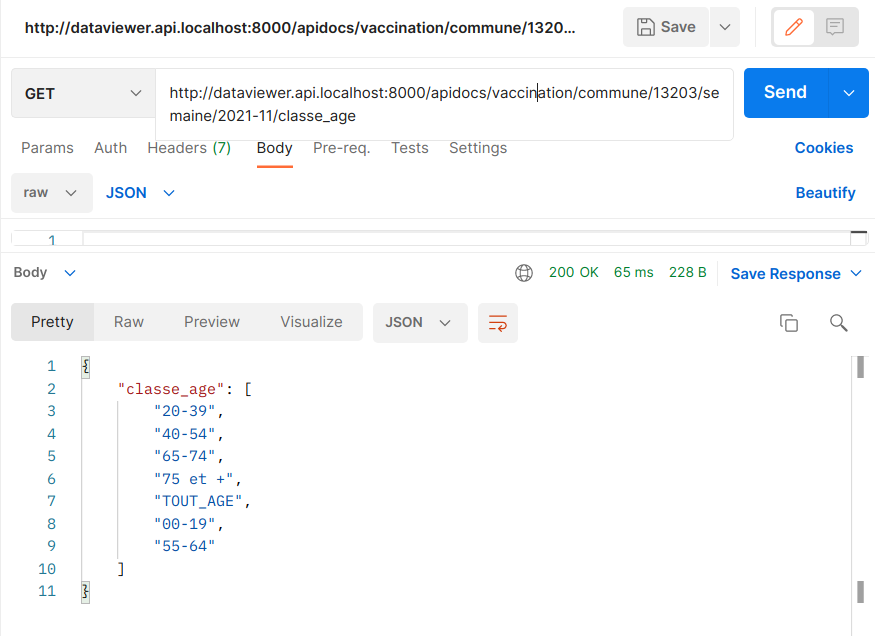 http://dataviewer.api.localhost:8000/apidocs/vaccination/commune/1320...
Save
GET
http://dataviewer.api.localhost:8000/apidocs/vaccination/commune/13203/se
maine/2021-11/classe_age
Send
Params Auth Headers (7) Body Pre-req. Tests Settings Cookies
raw JSON Beautify
1
Body 200 OK 65 ms 228 B Save Response
Pretty Raw Preview Visualize JSON
1 {
2 "classe_age": [
3 "20-39",
4 "40-54",
5 "65-74",
6 "75 et +",
7 "TOUT_AGE",
8 "00-19",
9 "55-64"
10 ]
11 }